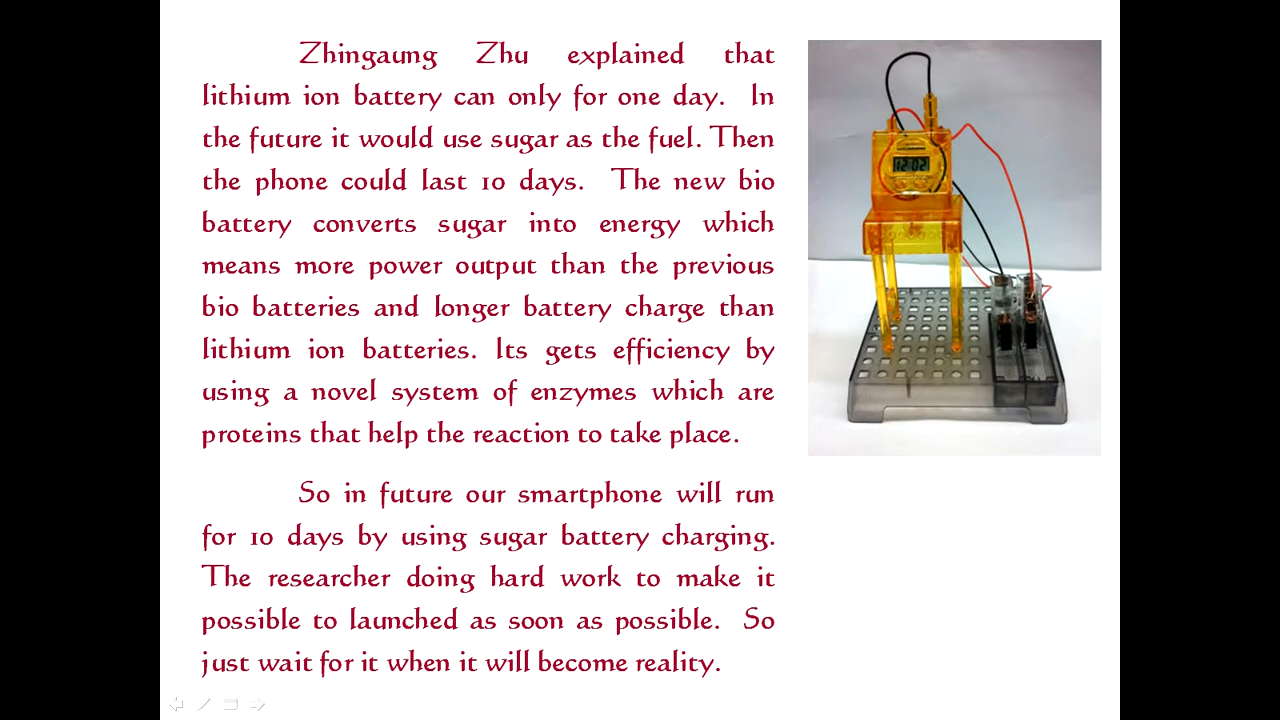 Zhingaung Zhu explained that
lithium ion battery can only for one day. In
the future it would use sugar as the fuel. Then
the phone could last 10 days. The new bio
battery converts sugar into energy which
means more power output than the previous
bio batteries and longer battery charge than
lithium ion batteries. Its gets efficiency by
using a novel system of enzymes which are
proteins that help the reaction to take place.
So in future our smartphone will run
for 10 days by using sugar battery charging.
The researcher doing hard work to make it
possible to launched as soon as possible. So
just wait for it when it will become reality.
12:02